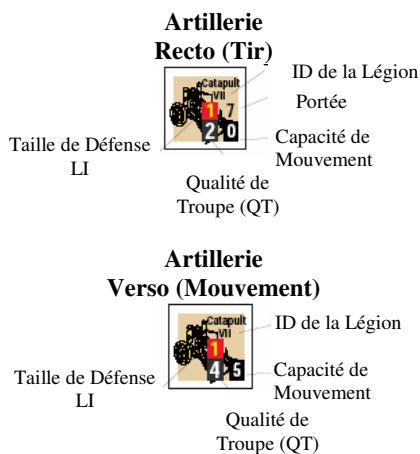 Artillerie
Recto (Tir)
Catapult
VII
1 7
2 0
ID de la Légion
Portée
Capacité de
Mouvement
Taille de Défense
LI
Qualité de
Troupe (QT)
Artillerie
Verso (Mouvement)
Catapult
VII
1
4 5
ID de la Légion
Taille de Défense
LI
Capacité de
Mouvement
Qualité de
Troupe (QT)